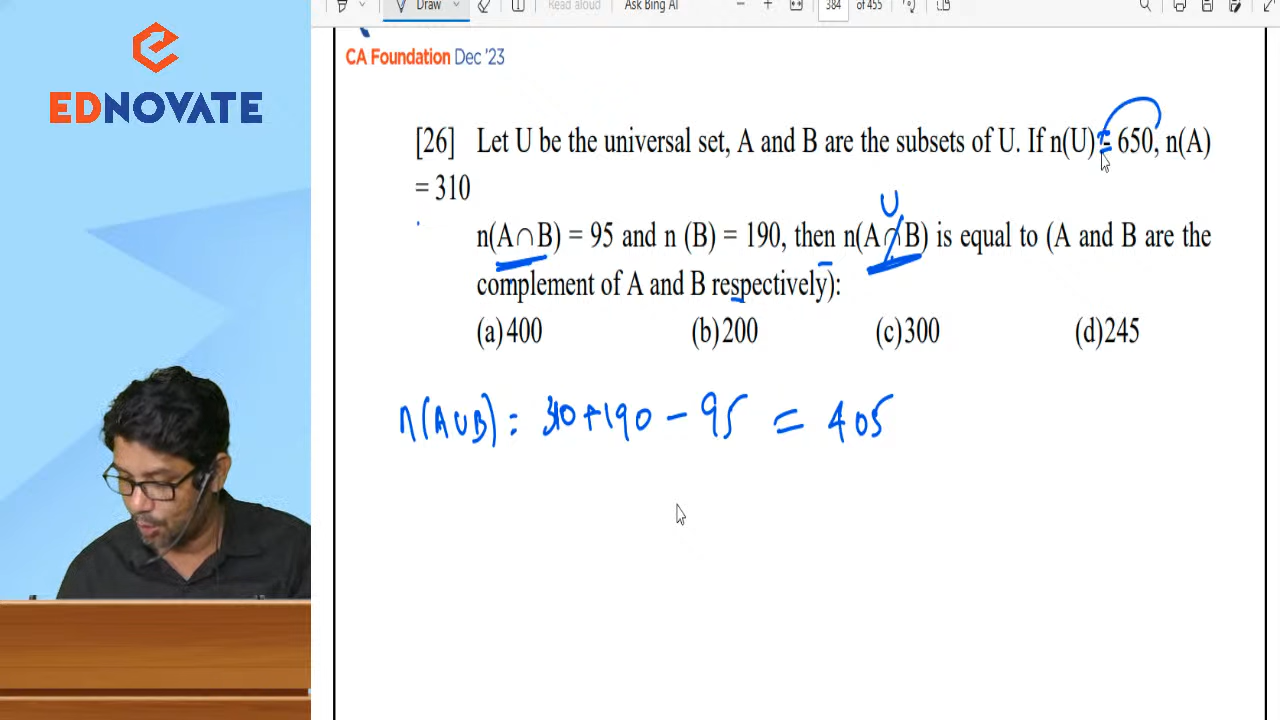 Draw
Read aloud
Ask Bing AI
384 of 455
EDNOVATE
CA Foundation Dec '23
[26] Let U be the universal set, A and B are the subsets of U. If n(U) = 650, n(A)
= 310
U
n(A∩B) = 95 and n (B) = 190, then n(A∩B) is equal to (A and B are the
complement of A and B respectively):
(a)400 (b)200 (c)300 (d)245
n(A∪B) = 310+190 - 95 = 405